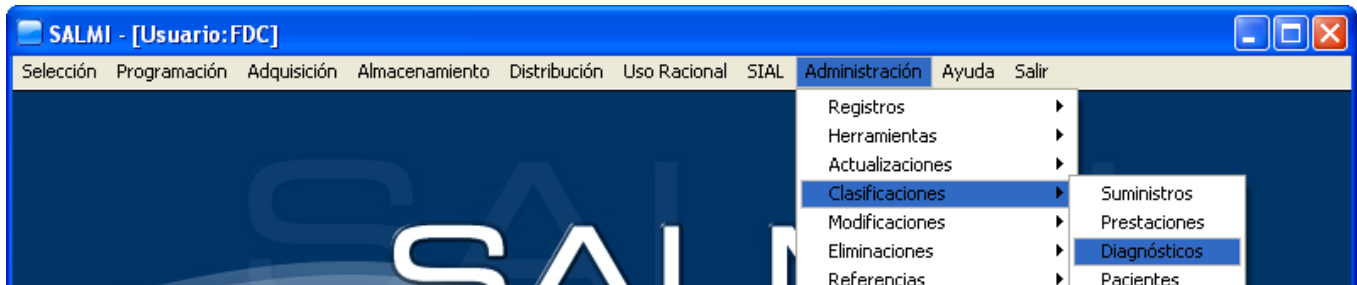 SALMI - [Usuario:FDC]
Selección Programación Adquisición Almacenamiento Distribución Uso Racional SIAL Administración Ayuda Salir
Registros
Herramientas
Actualizaciones
Clasificaciones
Modificaciones
Eliminaciones
Referencias
Suministros
Prestaciones
Diagnósticos
Pacientes
SALM